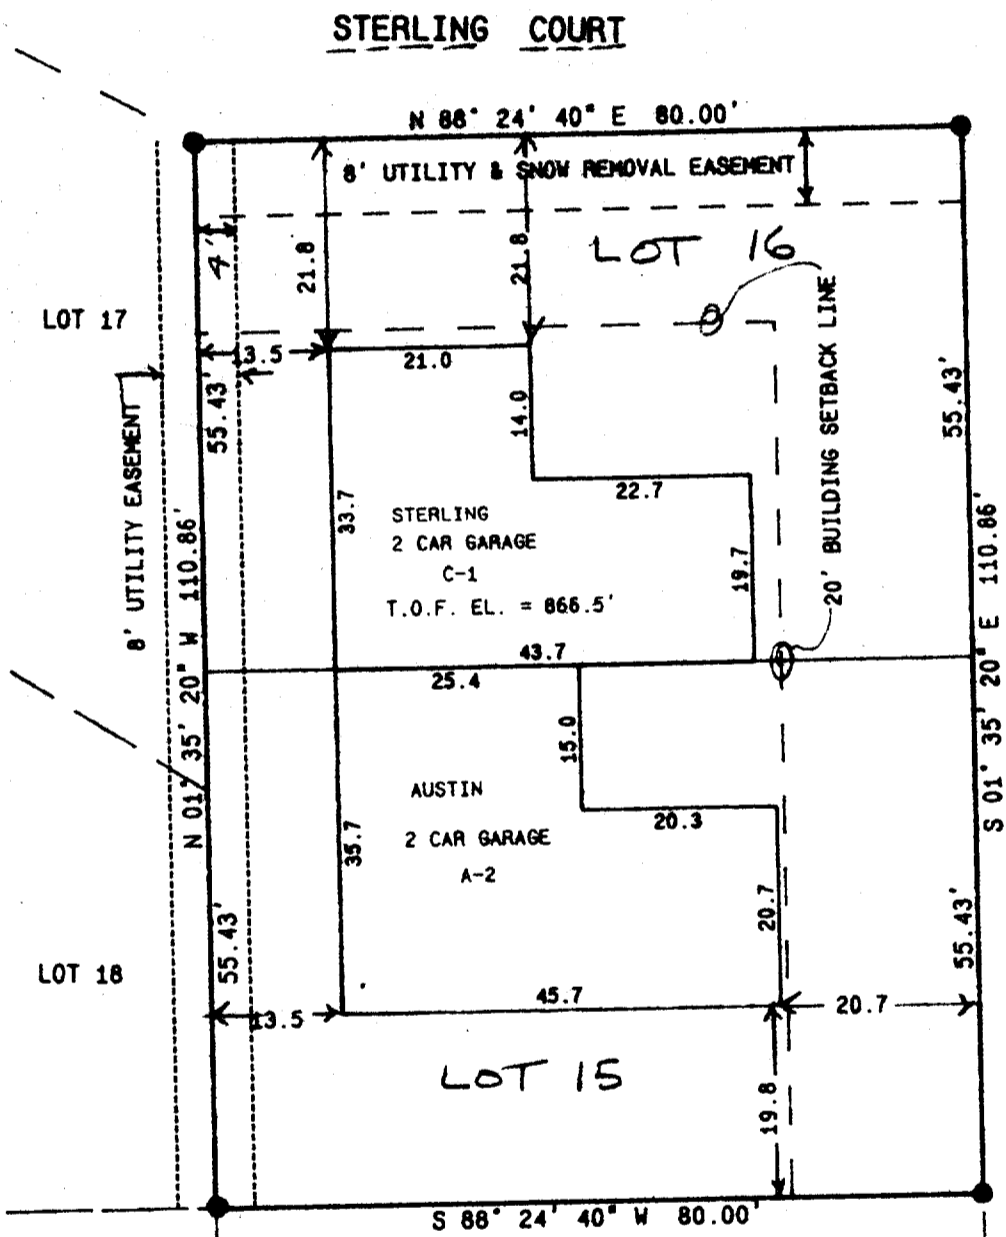 STERLING COURT
N 88° 24' 40" E 80.00'
8' UTILITY & SNOW REMOVAL EASEMENT
4'
21.8
21.8
LOT 16
LOT 17
13.5
21.0
55.43'
14.0
55.43'
20' BUILDING SETBACK LINE
8' UTILITY EASEMENT
22.7
33.7
STERLING
2 CAR GARAGE
C-1
T.O.F. EL. = 866.5'
19.7
N 01° 35' 20" W 110.86'
S 01° 35' 20" E 110.86'
43.7
25.4
15.0
AUSTIN
2 CAR GARAGE
A-2
20.3
35.7
20.7
55.43'
55.43'
LOT 18
13.5
45.7
20.7
LOT 15
19.8
S 88° 24' 40" W 80.00'